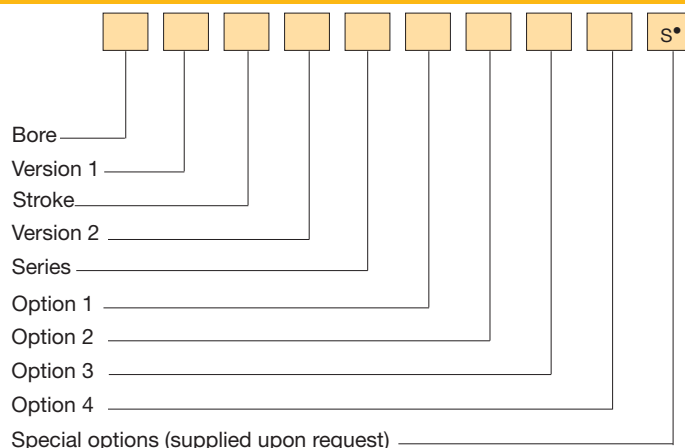 S•
Bore
Version 1
Stroke
Version 2
Series
Option 1
Option 2
Option 3
Option 4
Special options (supplied upon request)